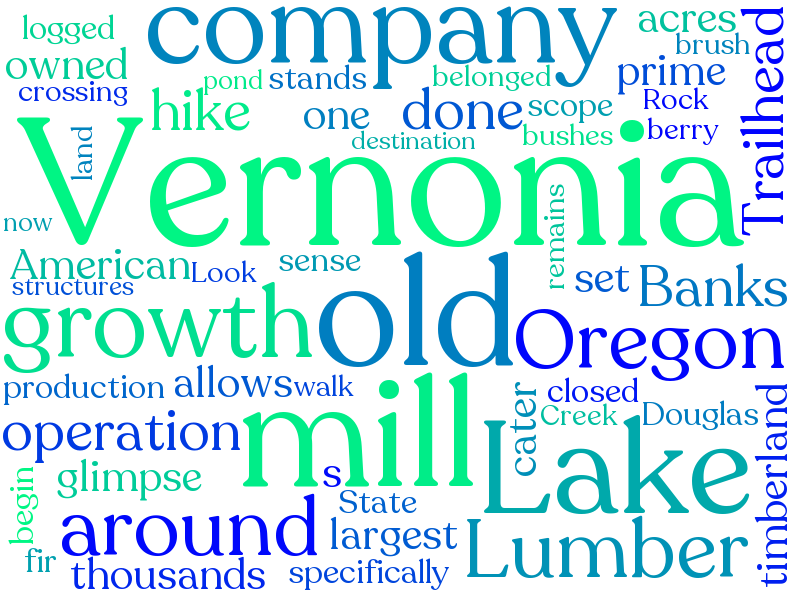 logged
company
acres
brush
owned
pond
stands
belonged
prime
Trailhead
crossing
hike
one
done
scope
Rock
berry
bushes
destination
land
Vernonia
now
remains
American
Look
sense
set
Banks
structures
old
growth
Oregon
production
allows
walk
closed
mill
cater
Creek
Douglas
timberland
operation
Lake
glimpse
s
begin
State
around
largest
Lumber
fir
thousands
specifically